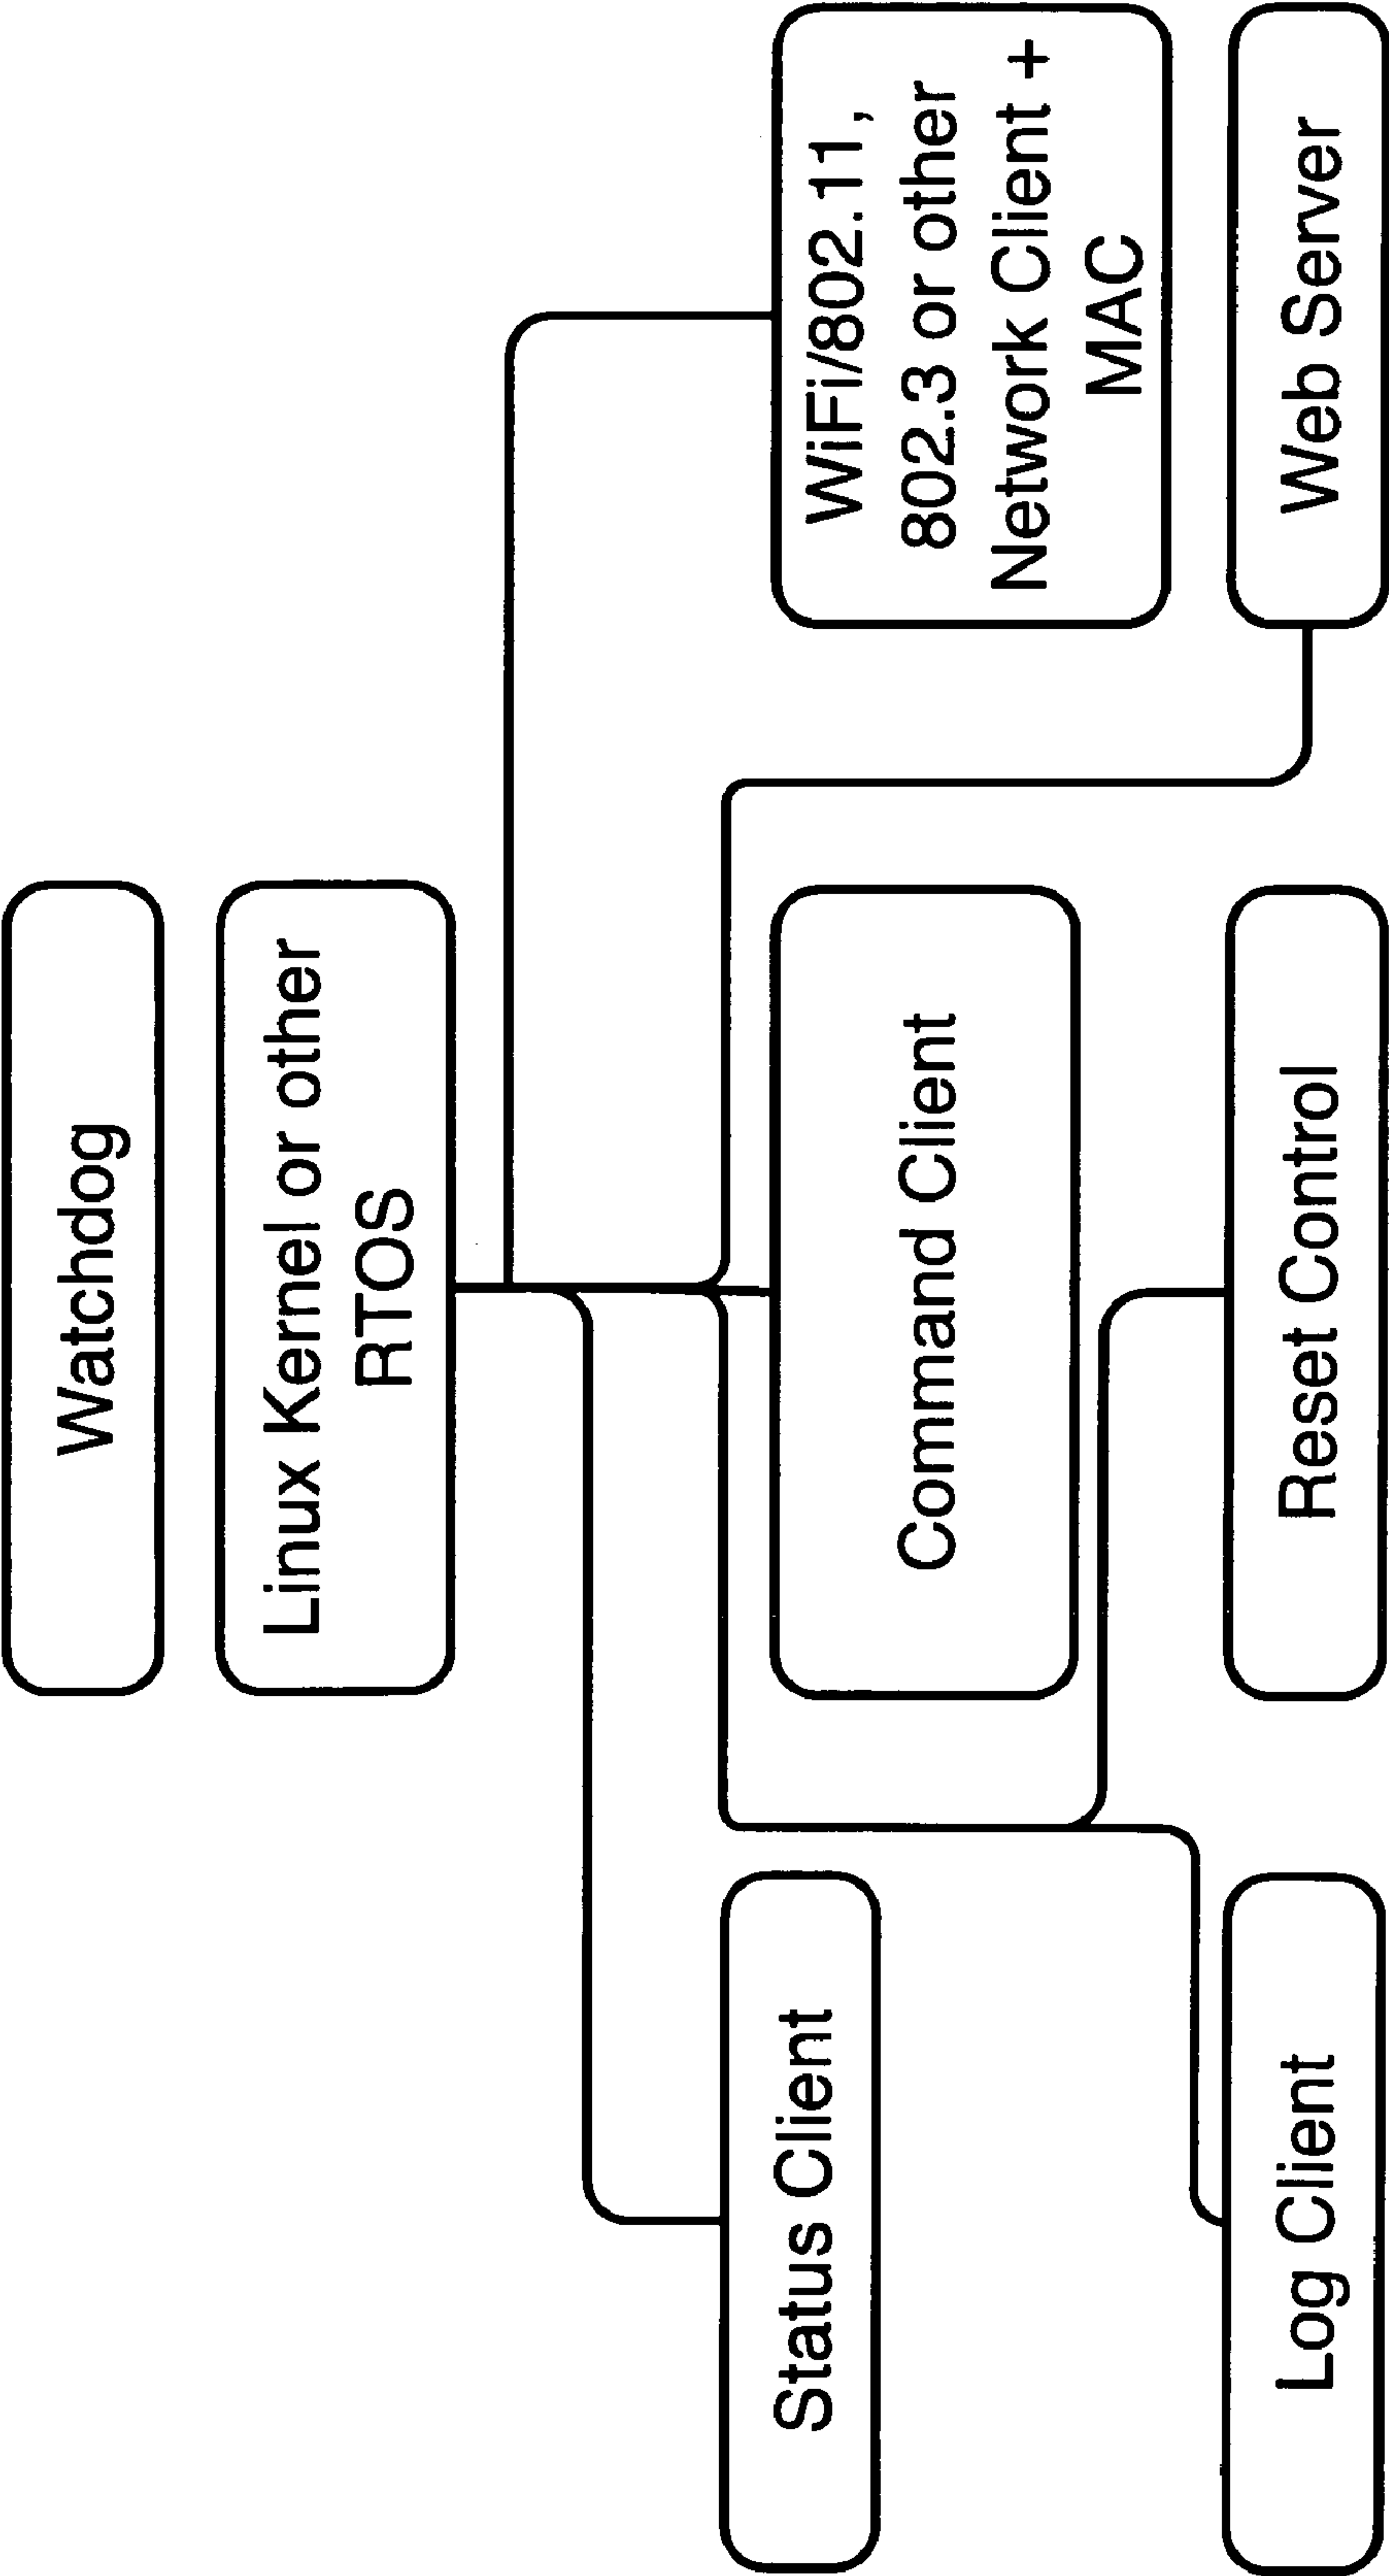 Watchdog
Linux Kernel or other
RTOS
Status Client
Command Client
WiFi/802.11,
802.3 or other
Network Client +
MAC
Log Client
Reset Control
Web Server